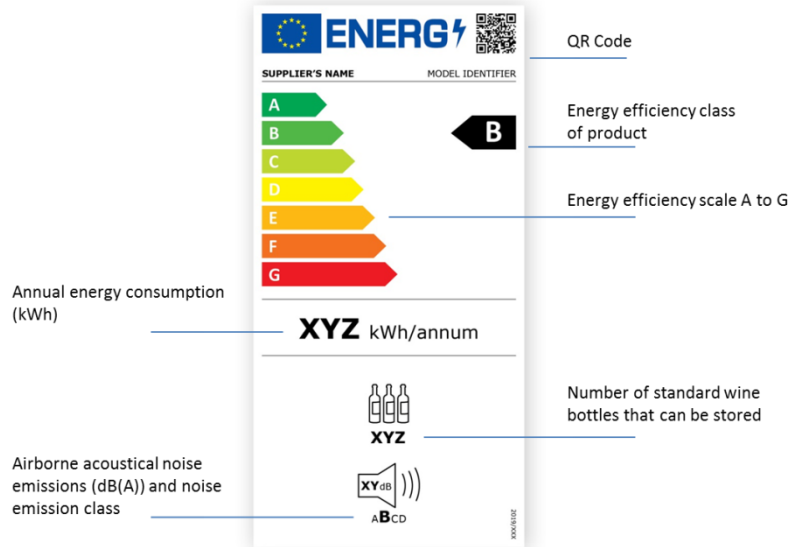 ENERG
QR Code
SUPPLIER'S NAME MODEL IDENTIFIER
A
B
B
Energy efficiency class
of product
C
D
Energy efficiency scale A to G
E
F
G
Annual energy consumption
(kWh)
XYZ kWh/annum
Number of standard wine
bottles that can be stored
XYZ
Airborne acoustical noise
emissions (dB(A)) and noise
emission class
XYdB
ABCD
2019/XXX